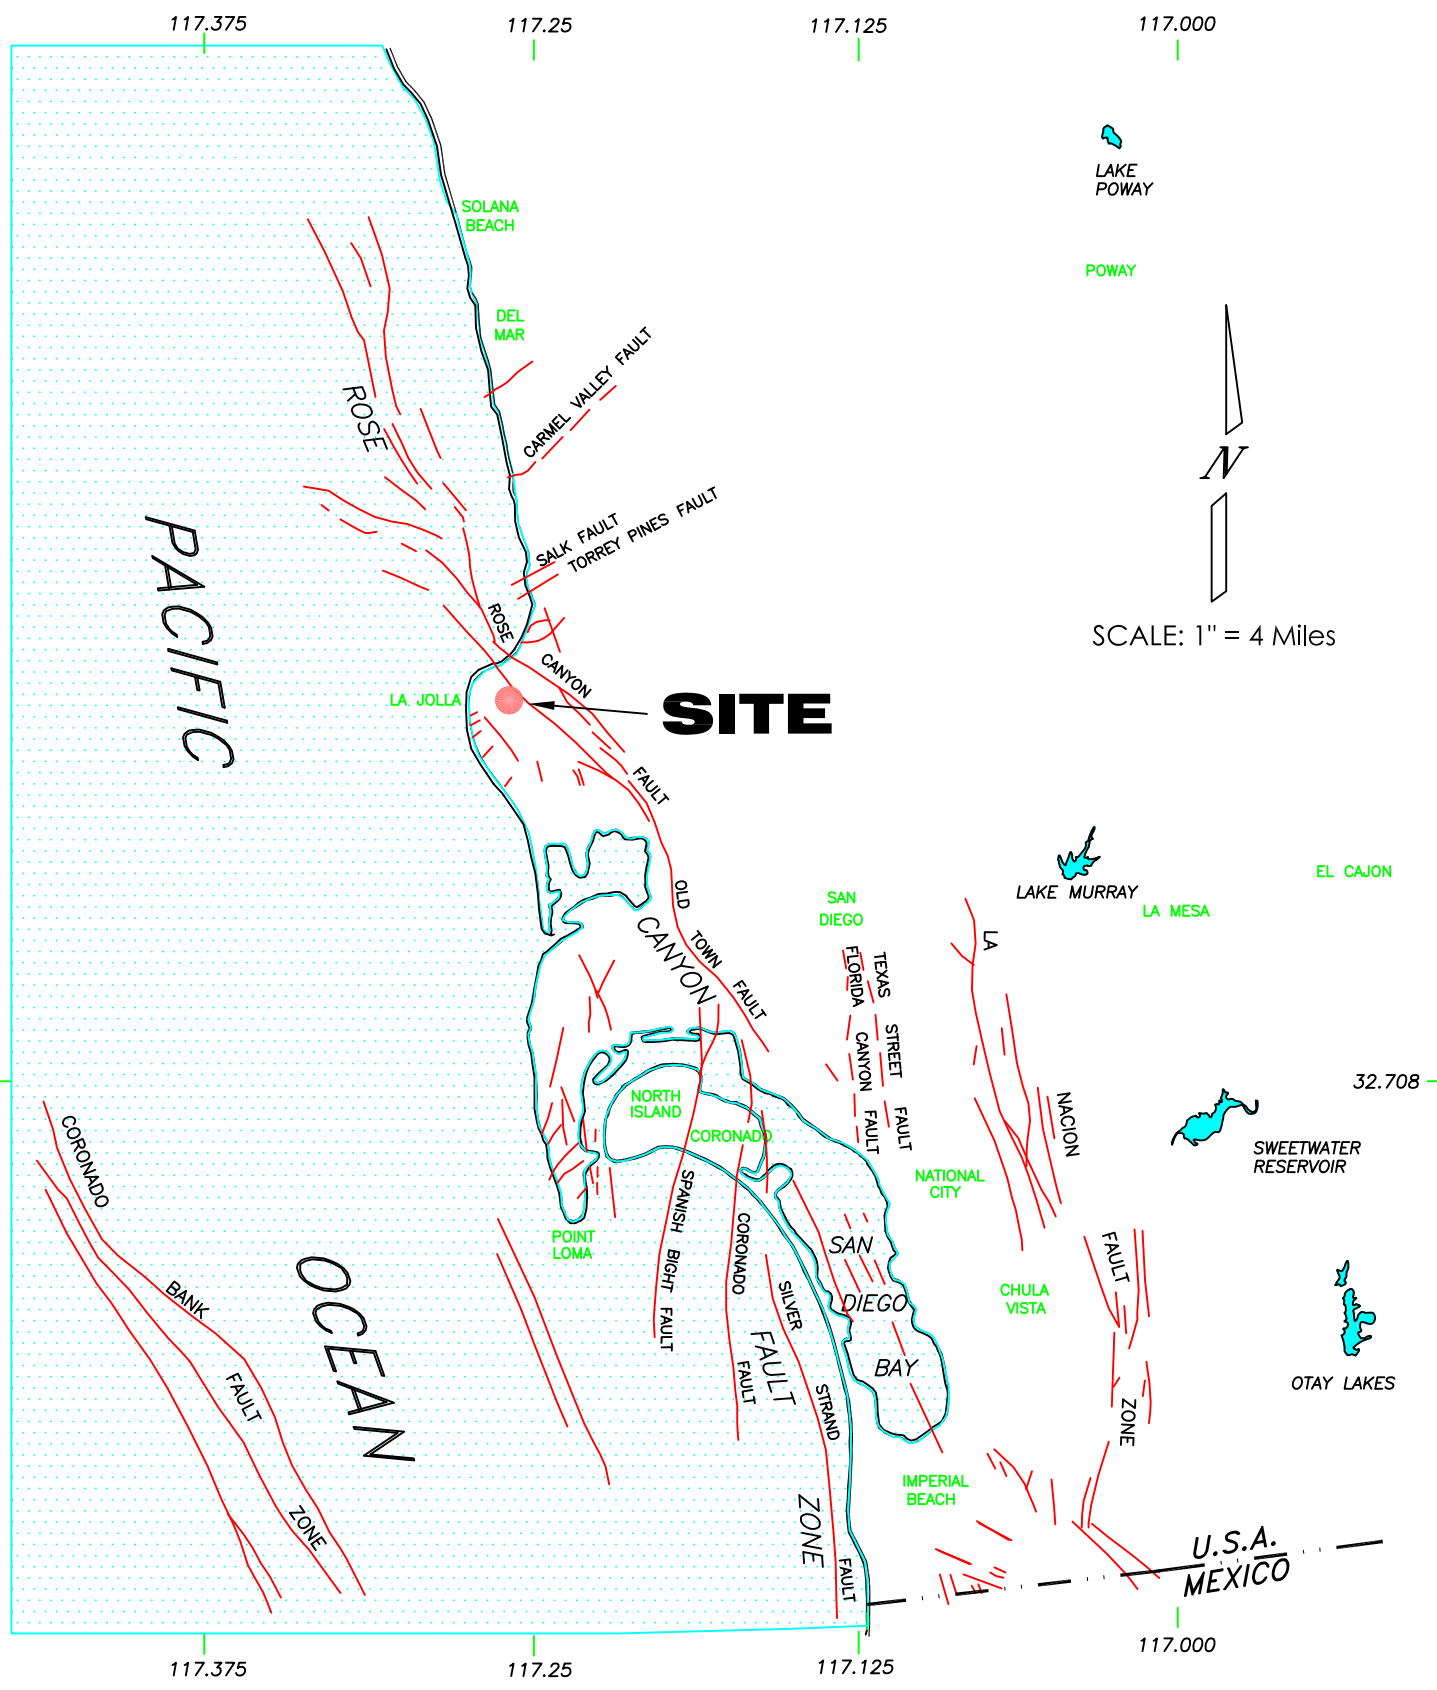 117.375
117.25
117.125
117.000
LAKE
POWAY
SOLANA
BEACH
POWAY
DEL
MAR
CARMEL VALLEY FAULT
ROSE
N
SALK FAULT
TORREY PINES FAULT
SCALE: 1" = 4 Miles
PACIFIC
ROSE
CANYON
LA JOLLA
SITE
FAULT
LAKE MURRAY
EL CAJON
LA MESA
SAN
DIEGO
OLD
TOWN
FAULT
CANYON
LA
TEXAS
STREET
FAULT
FLORIDA
CANYON
FAULT
32.708
NORTH
ISLAND
CORONADO
NACION
SWEETWATER
RESERVOIR
NATIONAL
CITY
CORONADO
BANK
FAULT
ZONE
POINT
LOMA
SPANISH BIGHT FAULT
CORONADO
FAULT
SAN
DIEGO
BAY
FAULT
CHULA
VISTA
OCEAN
SILVER
STRAND
FAULT
FAULT
ZONE
OTAY LAKES
ZONE
IMPERIAL
BEACH
U.S.A.
MEXICO
117.375
117.25
117.125
117.000